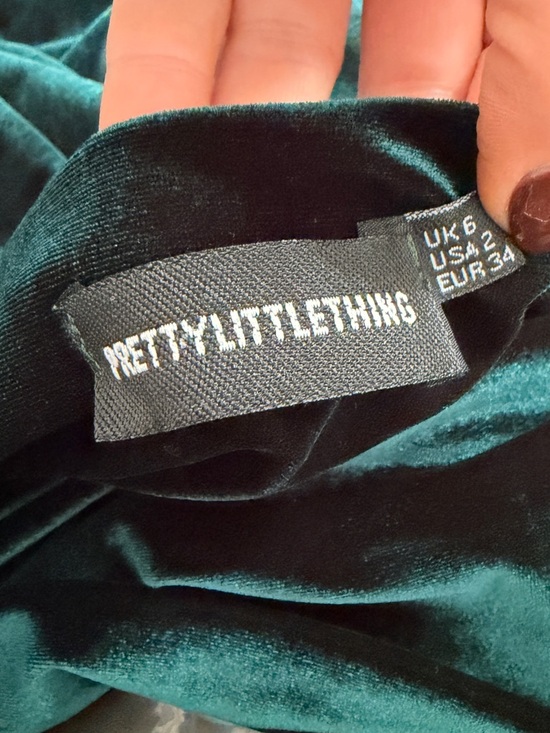 PRETTYLITTLETHING
UK 6
USA 2
EUR 34